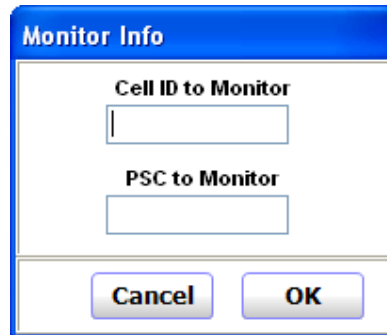 Monitor Info
Cell ID to Monitor
PSC to Monitor
Cancel OK